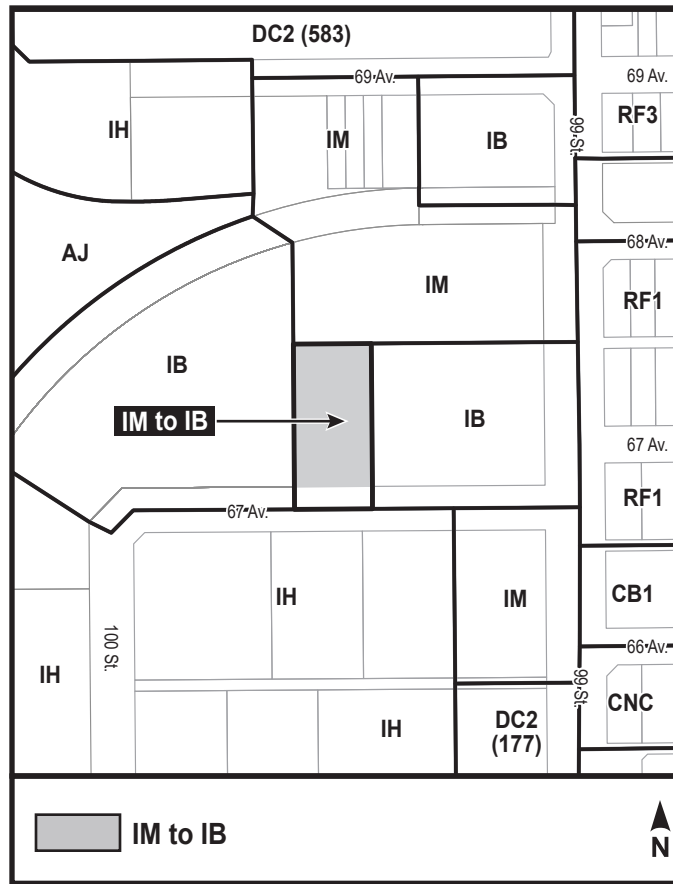 DC2 (583)
69 Av.
69 Av.
IH
IM
IB
99 St.
RF3
68 Av.
AJ
IM
RF1
IB
IM to IB
IB
67 Av.
RF1
67 Av.
IH
IM
CB1
100 St.
66 Av.
IH
99 St.
CNC
IH
DC2
(177)
IM to IB
N